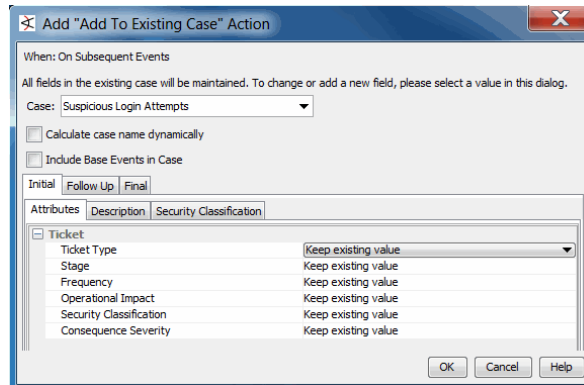 Add "Add To Existing Case" Action
When: On Subsequent Events
All fields in the existing case will be maintained. To change or add a new field, please select a value in this dialog.
Case: Suspicious Login Attempts
Calculate case name dynamically
Include Base Events in Case
Initial Follow Up Final
Attributes Description Security Classification
Ticket
Ticket Type Keep existing value
Stage Keep existing value
Frequency Keep existing value
Operational Impact Keep existing value
Security Classification Keep existing value
Consequence Severity Keep existing value
OK Cancel Help